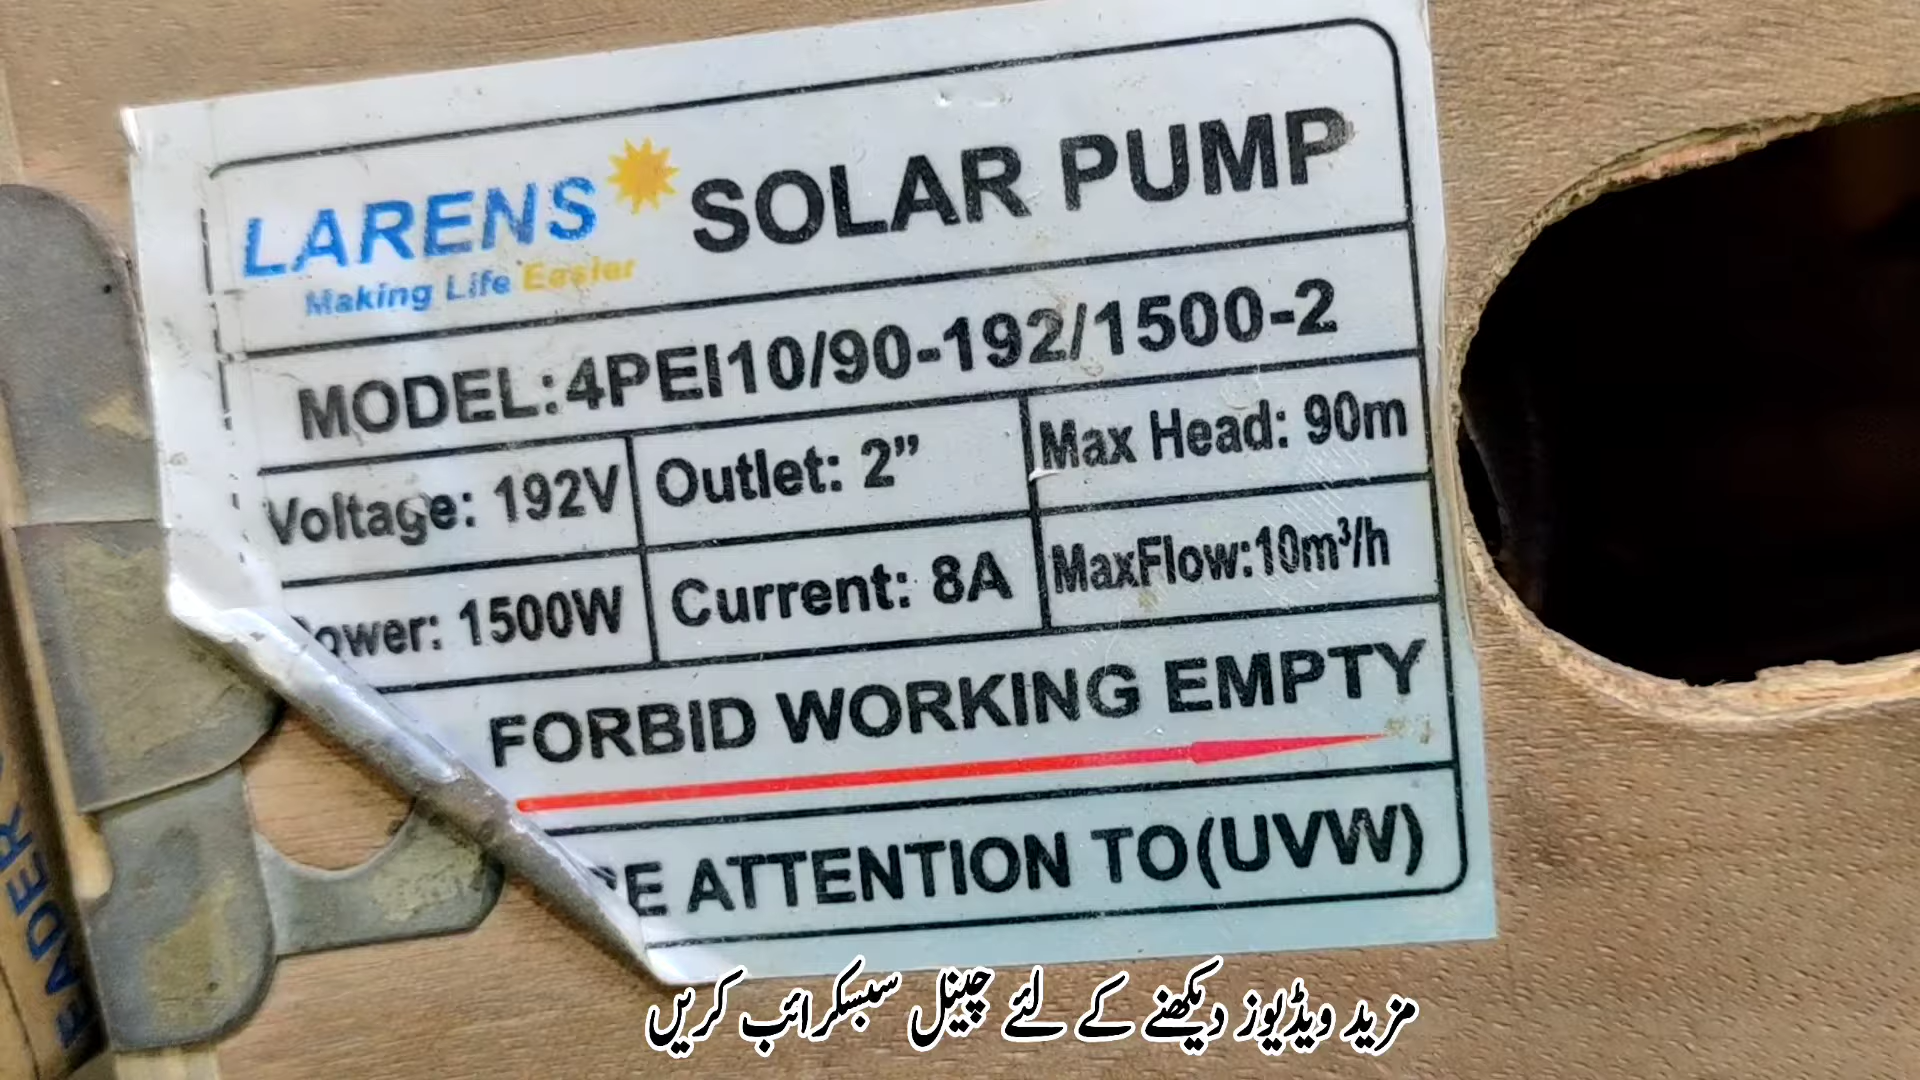 LARENS SOLAR PUMP
Making Life Easier
MODEL:4PEI10/90-192/1500-2
Voltage: 192V Outlet: 2” Max Head: 90m
Power: 1500W Current: 8A MaxFlow:10m³/h
FORBID WORKING EMPTY
ATTENTION TO(UVW)
مزید ویڈیوز دیکھنے کے لئے چینل سبسکرائب کریں